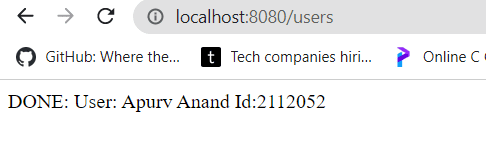 localhost:8080/users
GitHub: Where the...
Tech companies hiri...
Online C
DONE: User: Apurv Anand Id:2112052